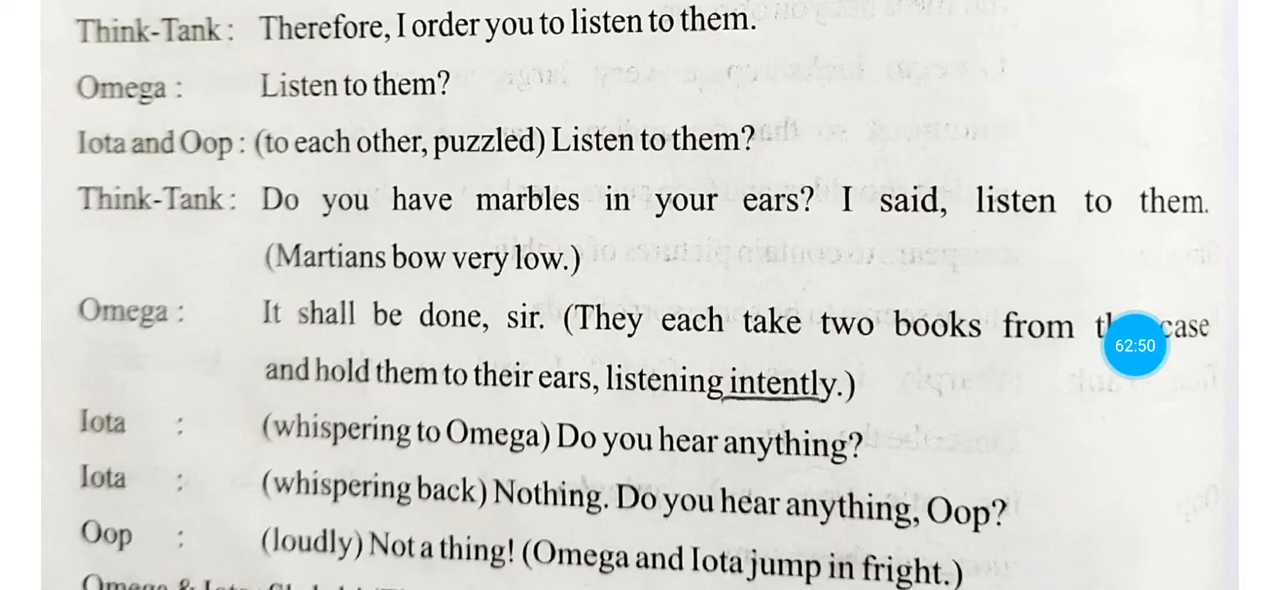 Think-Tank : Therefore, I order you to listen to them.
Omega : Listen to them?
Iota and Oop : (to each other, puzzled) Listen to them?
Think-Tank : Do you have marbles in your ears? I said, listen to them.
(Martians bow very low.)
Omega : It shall be done, sir. (They each take two books from case
62:50
and hold them to their ears, listening intently.)
Iota : (whispering to Omega) Do you hear anything?
Iota : (whispering back) Nothing. Do you hear anything, Oop?
Oop : (loudly) Not a thing! (Omega and Iota jump in fright.)
Omega &